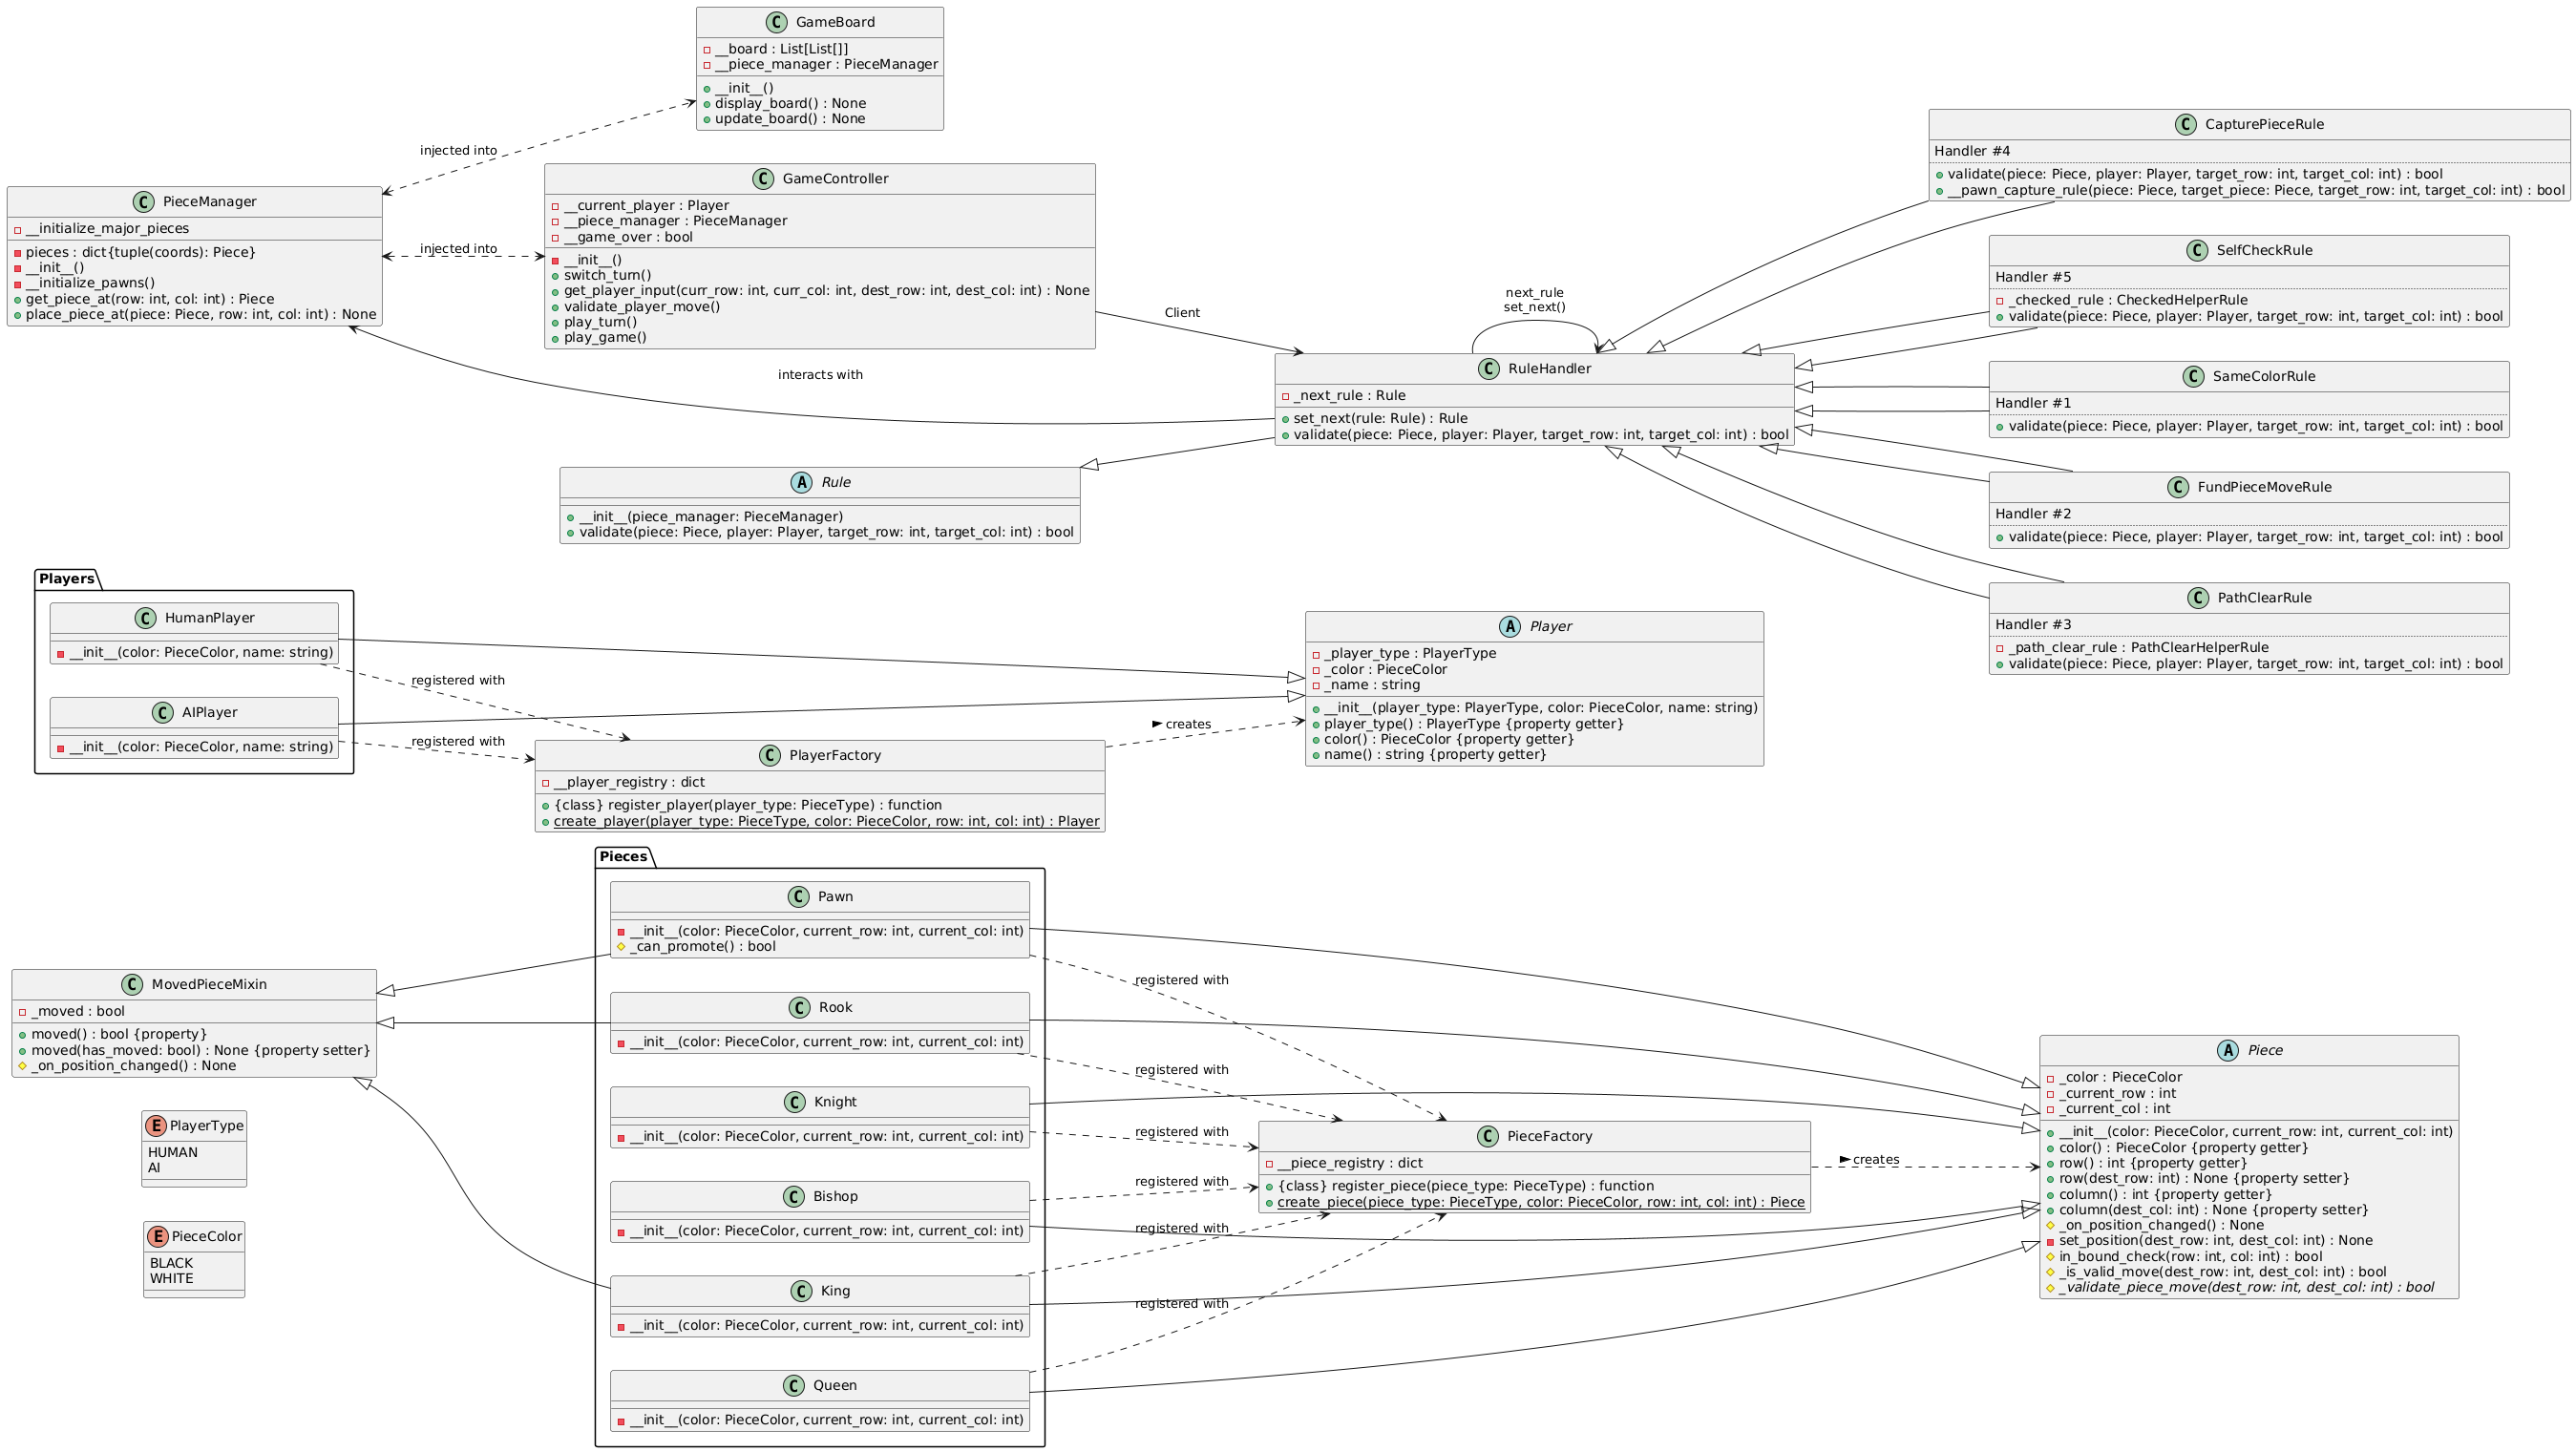 GameBoard
__board : List[List[]]
__piece_manager : PieceManager
__init__()
display_board() : None
update_board() : None
injected into
PieceManager
__initialize_major_pieces
pieces : dict{tuple(coords): Piece}
__init__()
__initialize_pawns()
get_piece_at(row: int, col: int) : Piece
place_piece_at(piece: Piece, row: int, col: int) : None
injected into
GameController
__current_player : Player
__piece_manager : PieceManager
__game_over : bool
__init__()
switch_turn()
get_player_input(curr_row: int, curr_col: int, dest_row: int, dest_col: int) : None
validate_player_move()
play_turn()
play_game()
Client
interacts with
next_rule
set_next()
RuleHandler
_next_rule : Rule
set_next(rule: Rule) : Rule
validate(piece: Piece, player: Player, target_row: int, target_col: int) : bool
CapturePieceRule
Handler #4
validate(piece: Piece, player: Player, target_row: int, target_col: int) : bool
__pawn_capture_rule(piece: Piece, target_piece: Piece, target_row: int, target_col: int) : bool
SelfCheckRule
Handler #5
_checked_rule : CheckedHelperRule
validate(piece: Piece, player: Player, target_row: int, target_col: int) : bool
SameColorRule
Handler #1
validate(piece: Piece, player: Player, target_row: int, target_col: int) : bool
FundPieceMoveRule
Handler #2
validate(piece: Piece, player: Player, target_row: int, target_col: int) : bool
PathClearRule
Handler #3
_path_clear_rule : PathClearHelperRule
validate(piece: Piece, player: Player, target_row: int, target_col: int) : bool
Rule
__init__(piece_manager: PieceManager)
validate(piece: Piece, player: Player, target_row: int, target_col: int) : bool
Players
HumanPlayer
__init__(color: PieceColor, name: string)
AIPlayer
__init__(color: PieceColor, name: string)
registered with
registered with
PlayerFactory
__player_registry : dict
{class} register_player(player_type: PieceType) : function
create_player(player_type: PieceType, color: PieceColor, row: int, col: int) : Player
creates
Player
_player_type : PlayerType
_color : PieceColor
_name : string
__init__(player_type: PlayerType, color: PieceColor, name: string)
player_type() : PlayerType {property getter}
color() : PieceColor {property getter}
name() : string {property getter}
MovedPieceMixin
_moved : bool
moved() : bool {property}
moved(has_moved: bool) : None {property setter}
_on_position_changed() : None
PlayerType
HUMAN
AI
PieceColor
BLACK
WHITE
Pieces
Pawn
__init__(color: PieceColor, current_row: int, current_col: int)
_can_promote() : bool
Rook
__init__(color: PieceColor, current_row: int, current_col: int)
Knight
__init__(color: PieceColor, current_row: int, current_col: int)
Bishop
__init__(color: PieceColor, current_row: int, current_col: int)
King
__init__(color: PieceColor, current_row: int, current_col: int)
Queen
__init__(color: PieceColor, current_row: int, current_col: int)
registered with
registered with
registered with
registered with
registered with
registered with
PieceFactory
__piece_registry : dict
{class} register_piece(piece_type: PieceType) : function
create_piece(piece_type: PieceType, color: PieceColor, row: int, col: int) : Piece
creates
Piece
_color : PieceColor
_current_row : int
_current_col : int
__init__(color: PieceColor, current_row: int, current_col: int)
color() : PieceColor {property getter}
row() : int {property getter}
row(dest_row: int) : None {property setter}
column() : int {property getter}
column(dest_col: int) : None {property setter}
_on_position_changed() : None
set_position(dest_row: int, dest_col: int) : None
in_bound_check(row: int, col: int) : bool
_is_valid_move(dest_row: int, dest_col: int) : bool
_validate_piece_move(dest_row: int, dest_col: int) : bool